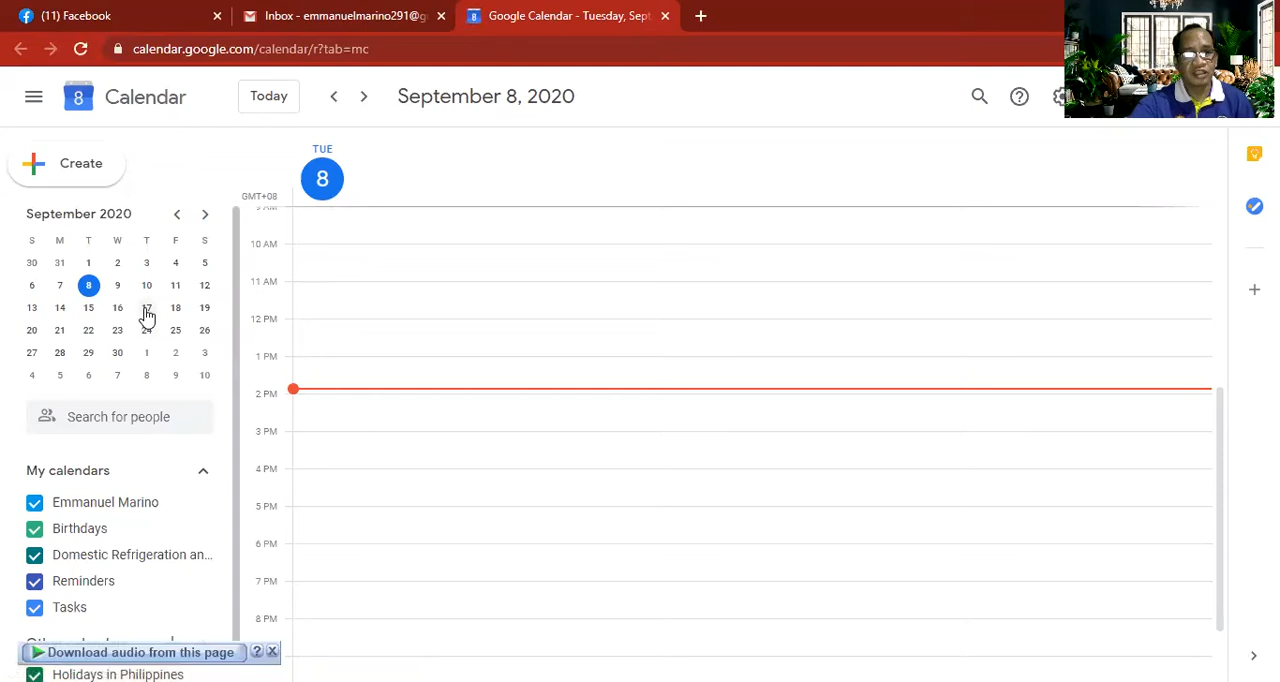 (11) Facebook
Inbox - emmanuelmarino291@g
Google Calendar - Tuesday, Sept
calendar.google.com/calendar/r?tab=mc
8
Calendar
Today
September 8, 2020
Create
September 2020
S M T W T F S
30 31 1 2 3 4 5
6 7 8 9 10 11 12
13 14 15 16 17 18 19
20 21 22 23 24 25 26
27 28 29 30 1 2 3
4 5 6 7 8 9 10
Search for people
My calendars
Emmanuel Marino
Birthdays
Domestic Refrigeration an...
Reminders
Tasks
Download audio from this page
?
X
Holidays in Philippines
TUE
8
GMT+08
9 AM
10 AM
11 AM
12 PM
1 PM
2 PM
3 PM
4 PM
5 PM
6 PM
7 PM
8 PM